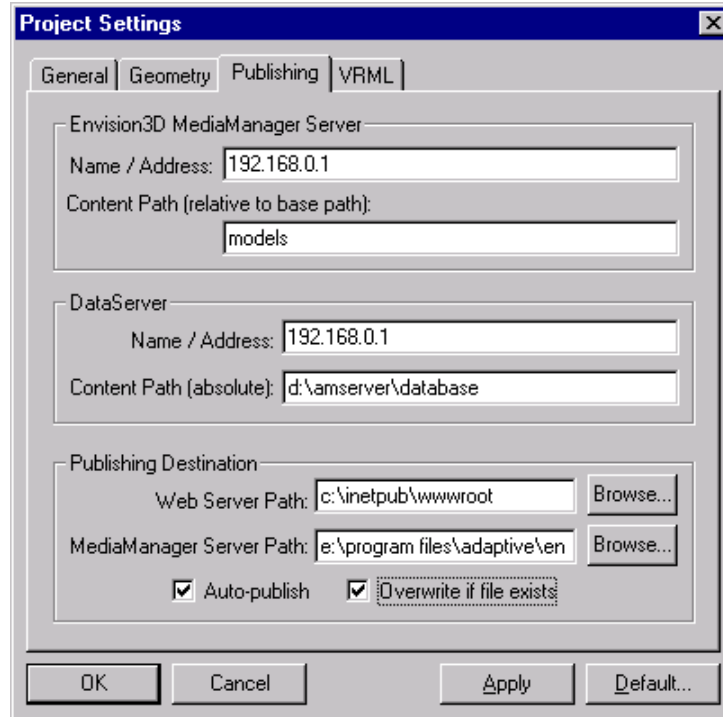 Project Settings
General Geometry Publishing VRML
Envision3D MediaManager Server
Name / Address: 192.168.0.1
Content Path (relative to base path):
models
DataServer
Name / Address: 192.168.0.1
Content Path (absolute): d:\amserver\database
Publishing Destination
Web Server Path: c:\inetpub\wwwroot Browse...
MediaManager Server Path: e:\program files\adaptive\en Browse...
Auto-publish Overwrite if file exists
OK Cancel Apply Default...